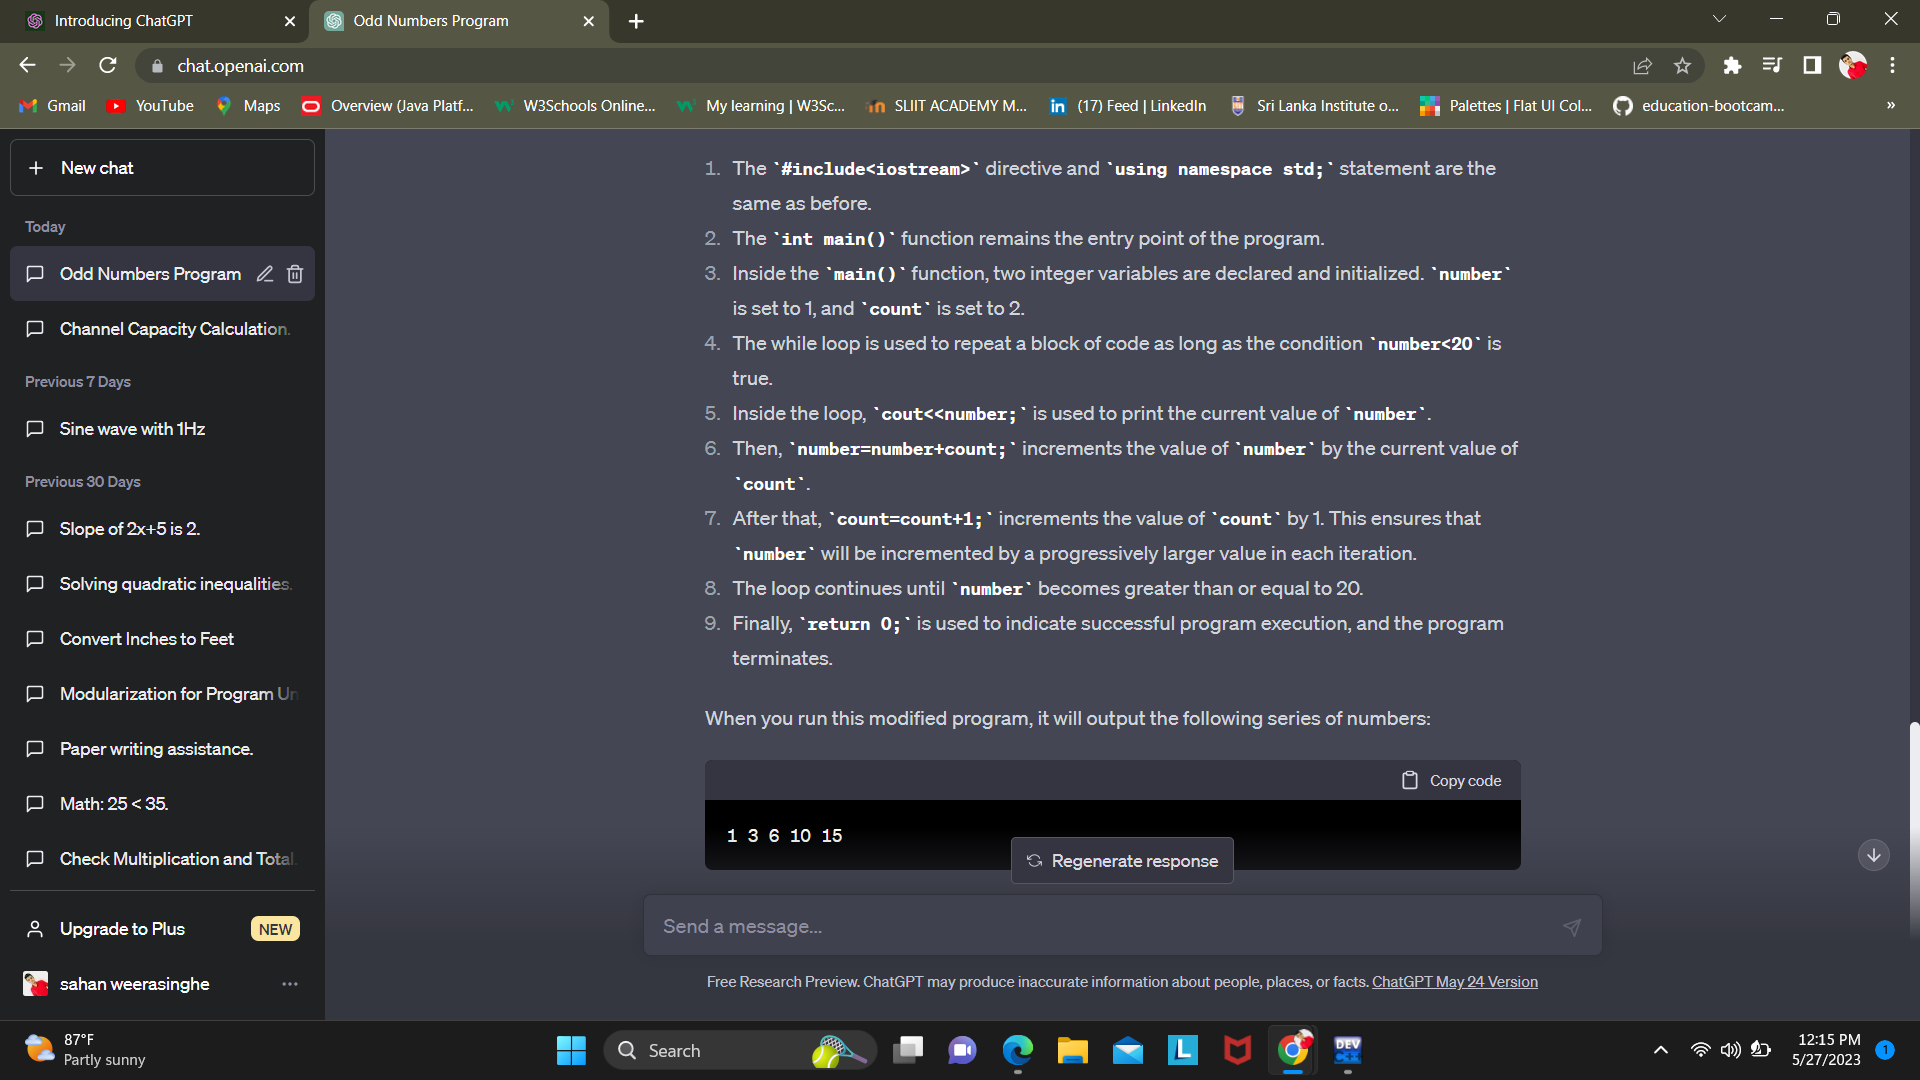 Introducing ChatGPT
Odd Numbers Program
chat.openai.com
Gmail
YouTube
Maps
Overview (Java Platf...
W3Schools Online...
My learning | W3Sc...
SLIIT ACADEMY M...
(17) Feed | LinkedIn
Sri Lanka Institute o...
Palettes | Flat UI Col...
education-bootcam...
»
New chat
Today
Odd Numbers Program
Channel Capacity Calculation.
Previous 7 Days
Sine wave with 1Hz
Previous 30 Days
Slope of 2x+5 is 2.
Solving quadratic inequalities.
Convert Inches to Feet
Modularization for Program Un
Paper writing assistance.
Math: 25 < 35.
Check Multiplication and Total.
Upgrade to Plus
NEW
sahan weerasinghe
1. The `#include<iostream>` directive and `using namespace std;` statement are the
same as before.
2. The `int main()` function remains the entry point of the program.
3. Inside the `main()` function, two integer variables are declared and initialized. `number`
is set to 1, and `count` is set to 2.
4. The while loop is used to repeat a block of code as long as the condition `number<20` is
true.
5. Inside the loop, `cout<<number;` is used to print the current value of `number`.
6. Then, `number=number+count;` increments the value of `number` by the current value of
`count`.
7. After that, `count=count+1;` increments the value of `count` by 1. This ensures that
`number` will be incremented by a progressively larger value in each iteration.
8. The loop continues until `number` becomes greater than or equal to 20.
9. Finally, `return 0;` is used to indicate successful program execution, and the program
terminates.
When you run this modified program, it will output the following series of numbers:
Copy code
1 3 6 10 15
Regenerate response
Send a message...
Free Research Preview. ChatGPT may produce inaccurate information about people, places, or facts. ChatGPT May 24 Version
87°F
Partly sunny
Search
L
DEV
C++
12:15 PM
5/27/2023
1